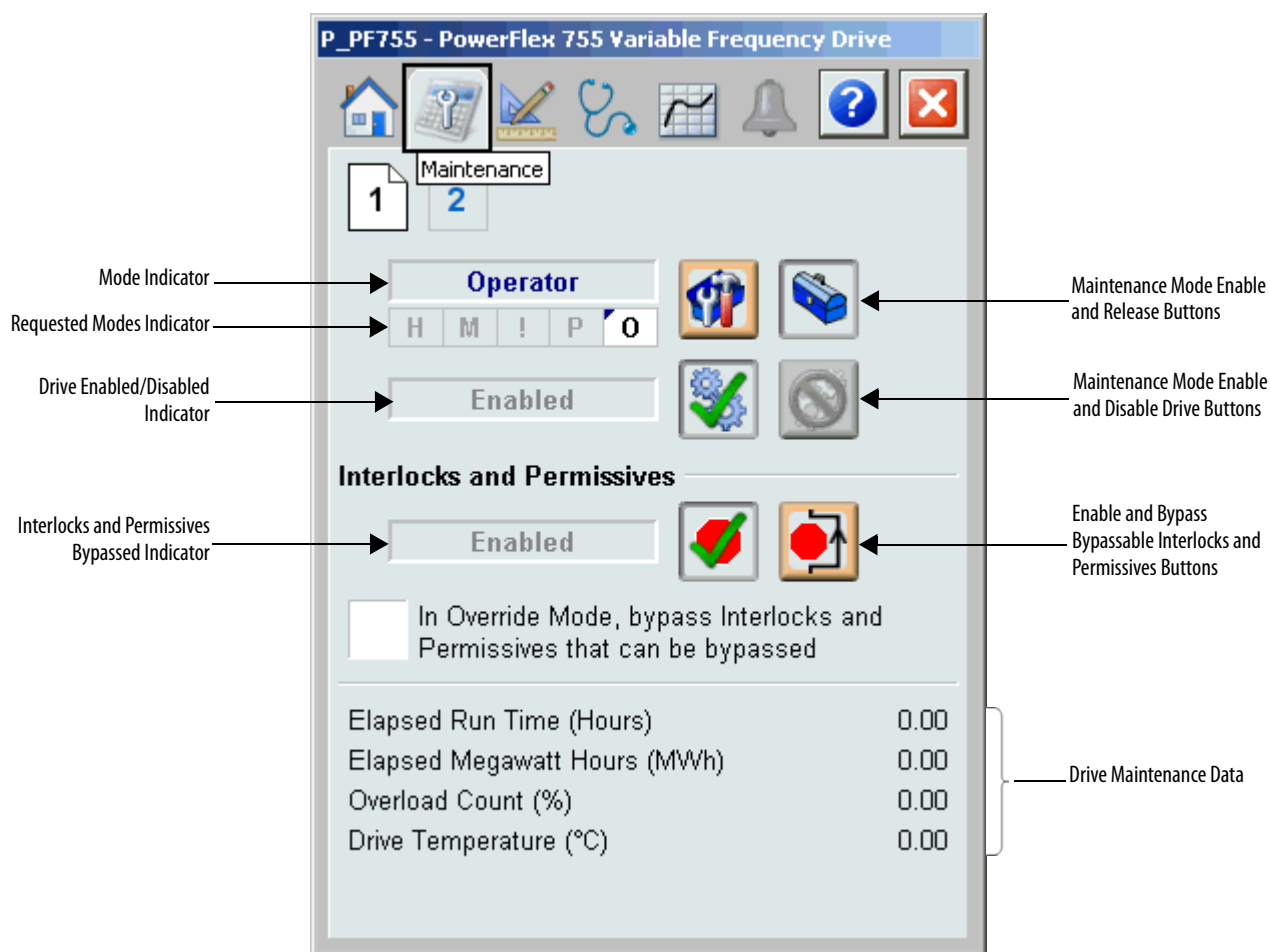 P_PF755 - PowerFlex 755 Variable Frequency Drive
?
Maintenance
1
2
Mode Indicator
Operator
Maintenance Mode Enable
and Release Buttons
Requested Modes Indicator
H M ! P O
Drive Enabled/Disabled
Indicator
Enabled
Maintenance Mode Enable
and Disable Drive Buttons
Interlocks and Permissives
Interlocks and Permissives
Bypassed Indicator
Enabled
Enable and Bypass
Bypassable Interlocks and
Permissives Buttons
In Override Mode, bypass Interlocks and
Permissives that can be bypassed
Elapsed Run Time (Hours) 0.00
Elapsed Megawatt Hours (MWh) 0.00
Overload Count (%) 0.00
Drive Temperature (°C) 0.00
Drive Maintenance Data